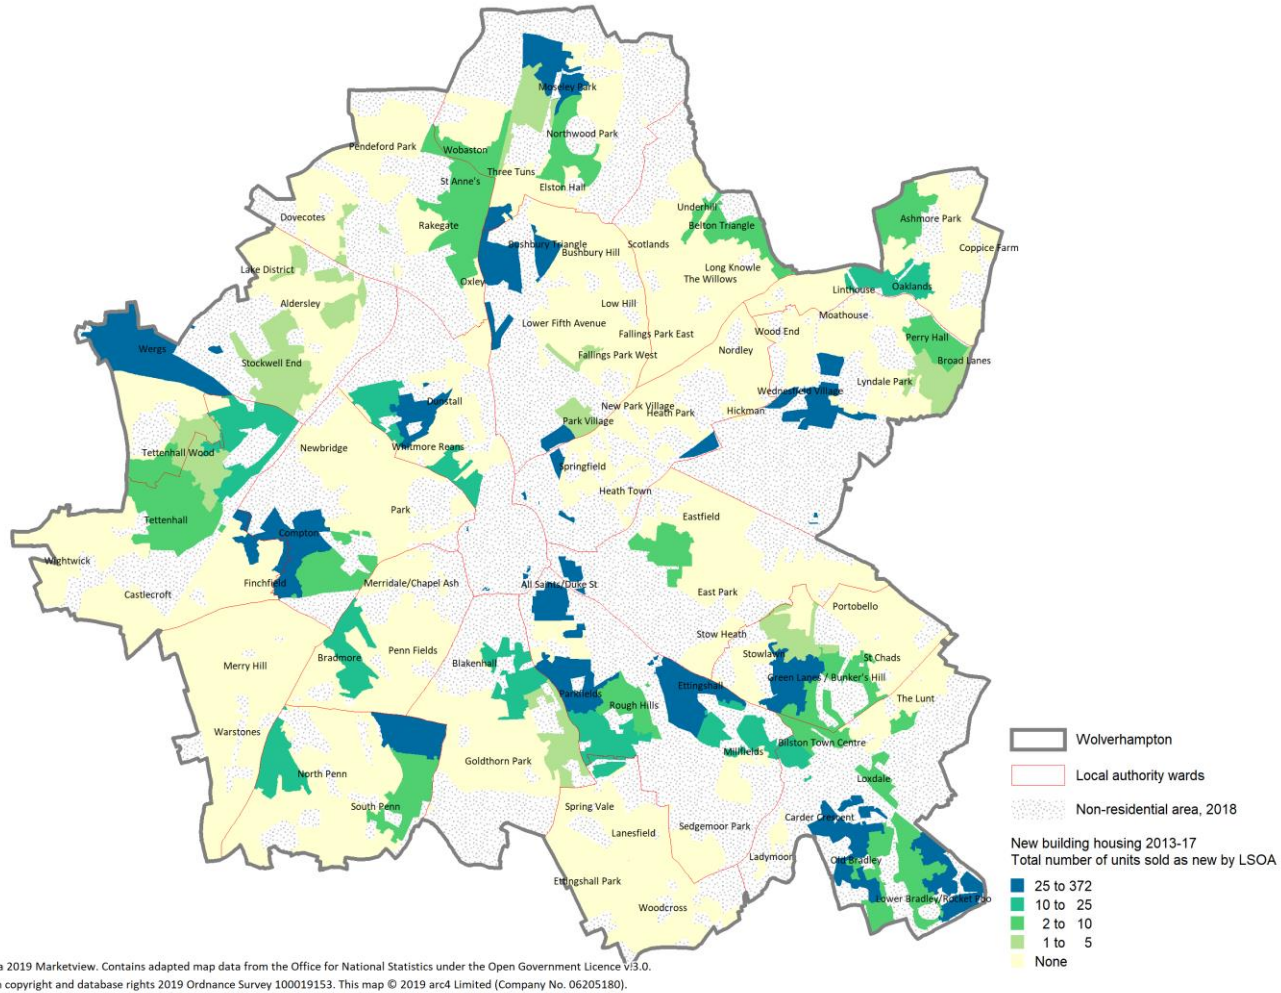 Moseley Park
Northwood Park
Pendeford Park
Wobaston
Three Tuns
St Anne's
Elston Hall
Underhill
Dovecotes
Rakegate
Belton Triangle
Ashmore Park
Bushbury Triangle
Bushbury Hill
Scotlands
Coppice Farm
Lake District
Long Knowle
The Willows
Oxley
Linthouse
Oaklands
Aldersley
Low Hill
Moathouse
Lower Fifth Avenue
Fallings Park East
Wood End
Perry Hall
Wergs
Fallings Park West
Nordley
Broad Lanes
Stockwell End
Lyndale Park
Wednesfield Village
Dunstall
New Park Village
Heath Park
Hickman
Park Village
Newbridge
Whitmore Reans
Tettenhall Wood
Springfield
Heath Town
Park
Eastfield
Tettenhall
Compton
Wightwick
Finchfield
Merridale/Chapel Ash
All Saints/Duke St
Castlecroft
East Park
Portobello
Stow Heath
Merry Hill
Bradmore
Penn Fields
Blakenhall
Stowlawn
St Chads
Green Lanes / Bunker's Hill
Parkfields
Ettingshall
The Lunt
Rough Hills
Warstones
Bilston Town Centre
Millfields
Goldthorn Park
North Penn
Loxdale
South Penn
Spring Vale
Carder Crescent
Lanesfield
Sedgemoor Park
Ladymoor
Old Bradley
Ettingshall Park
Woodcross
Lower Bradley/Rocket Poo
Wolverhampton
Local authority wards
Non-residential area, 2018
New building housing 2013-17
Total number of units sold as new by LSOA
25 to 372
10 to 25
2 to 10
1 to 5
None
a 2019 Marketview. Contains adapted map data from the Office for National Statistics under the Open Government Licence v!3.0.
copyright and database rights 2019 Ordnance Survey 100019153. This map © 2019 arc4 Limited (Company No. 06205180).